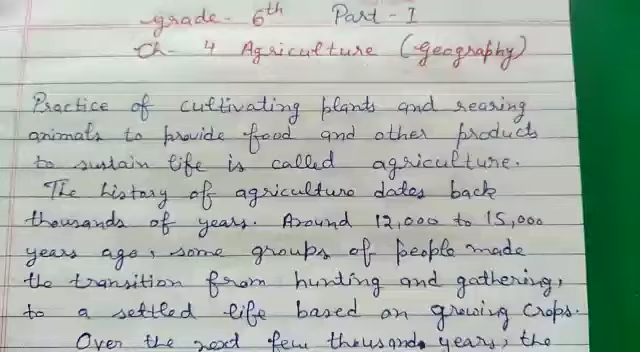 grade - 6th Part - I
Ch - 4 Agriculture (Geography)
Practice of cultivating plants and rearing
animals to provide food and other products
to sustain life is called agriculture.
The history of agriculture dates back
thousands of years. Around 12,000 to 15,000
years ago, some groups of people made
the transition from hunting and gathering,
to a settled life based on growing crops.
Over the next few thousands years, the